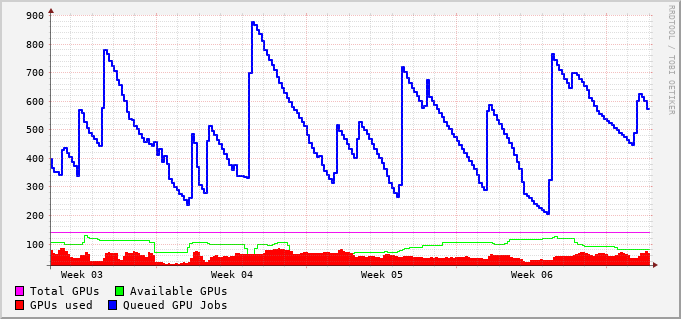 900
800
700
600
500
400
300
200
100
Week 03 Week 04 Week 05 Week 06
Total GPUs Available GPUs
GPUs used Queued GPU Jobs
RRDTOOL / TOBI OETIKER